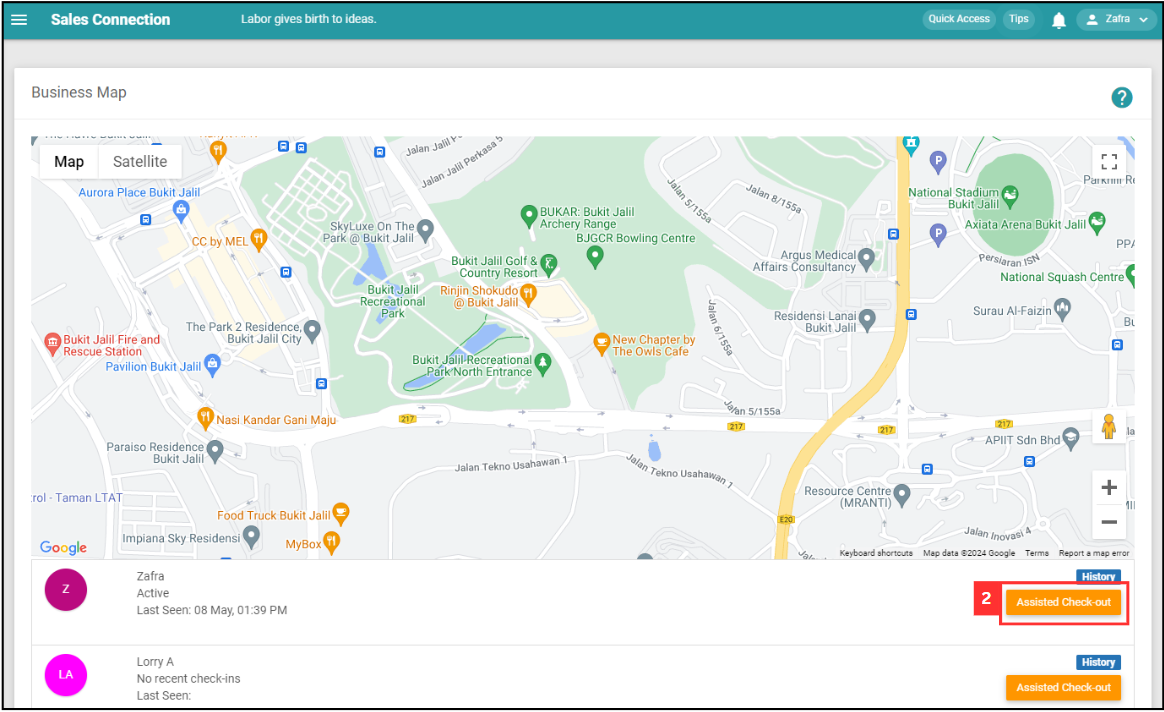 Sales Connection
Labor gives birth to ideas.
Quick Access
Tips
Zafra
Business Map
?
Map
Satellite
Jalan Jalil
Jalan Jalil Perkasa 5
Aurora Place Bukit Jalil
CC by MEL
SkyLuxe On The
Park @ Bukit Jalil
BUKAR: Bukit Jalil
Archery Range
BJGCR Bowling Centre
Jalan 5/155a
Jalan 8/155a
P
National Stadium
Bukit Jalil
Axiata Arena Bukit Jalil
P
Argus Medical
Affairs Consultancy
Persiaran ISN
National Squash Centre
Bukit Jalil Golf &
Country Resort
Bukit Jalil
Recreational
Park
Rinjin Shokudo
@ Bukit Jalil
Jalan 6/155a
Residensi Lanai
Bukit Jalil
Surau Al-Faizin
The Park 2 Residence,
Bukit Jalil City
Bukit Jalil Fire and
Rescue Station
Pavilion Bukit Jalil
New Chapter by
The Owls Cafe
Bukit Jalil Recreational
Park North Entrance
Nasi Kandar Gani Maju
217
Jalan 5/155a
217
217
217
APIIT Sdn Bhd
Paraiso Residence
Bukit Jalil
Jalan Tekno Usahawan 1
Jalan Tekno Usahawan 1
Resource Centre
(MRANTI)
rol - Taman LTAT
Food Truck Bukit Jalil
E20
Jalan Inovasi 4
Impiana Sky Residensi
MyBox
Google
Keyboard shortcuts
Map data ©2024 Google
Terms
Report a map error
Z
Zafra
Active
Last Seen: 08 May, 01:39 PM
History
2
Assisted Check-out
LA
Lorry A
No recent check-ins
Last Seen:
History
Assisted Check-out